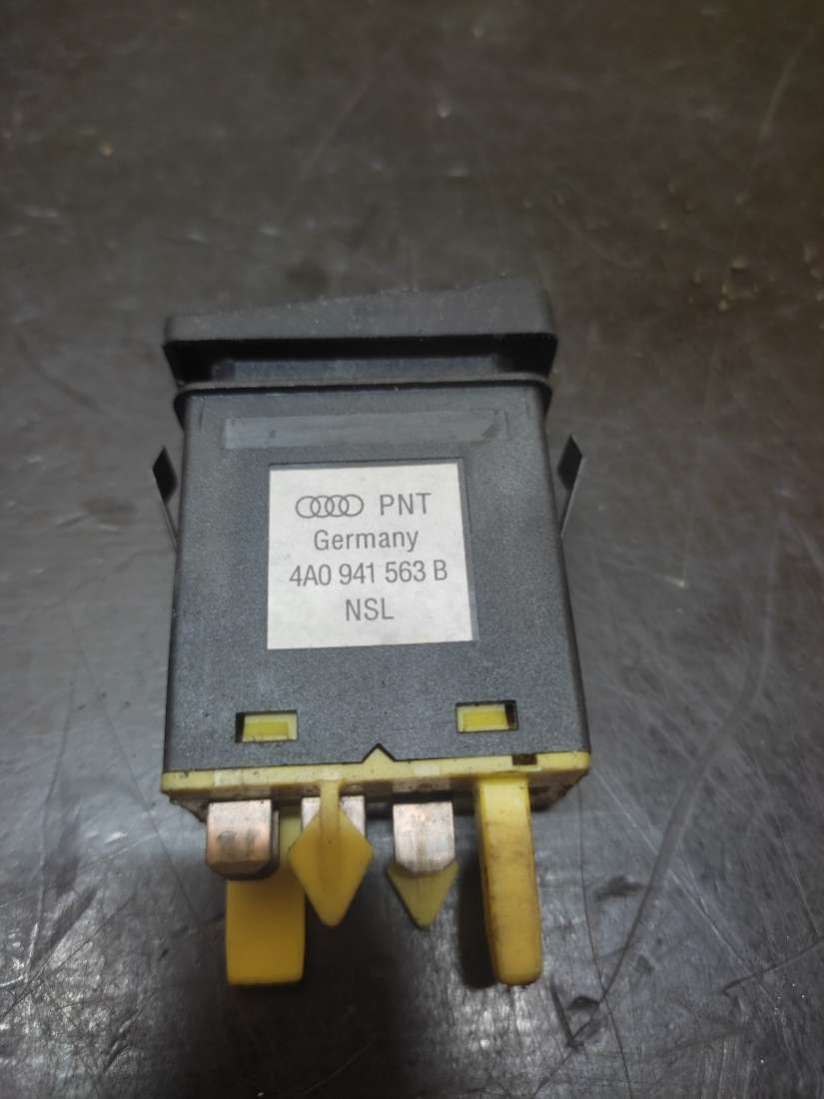 PNT
Germany
4A0 941 563 B
NSL